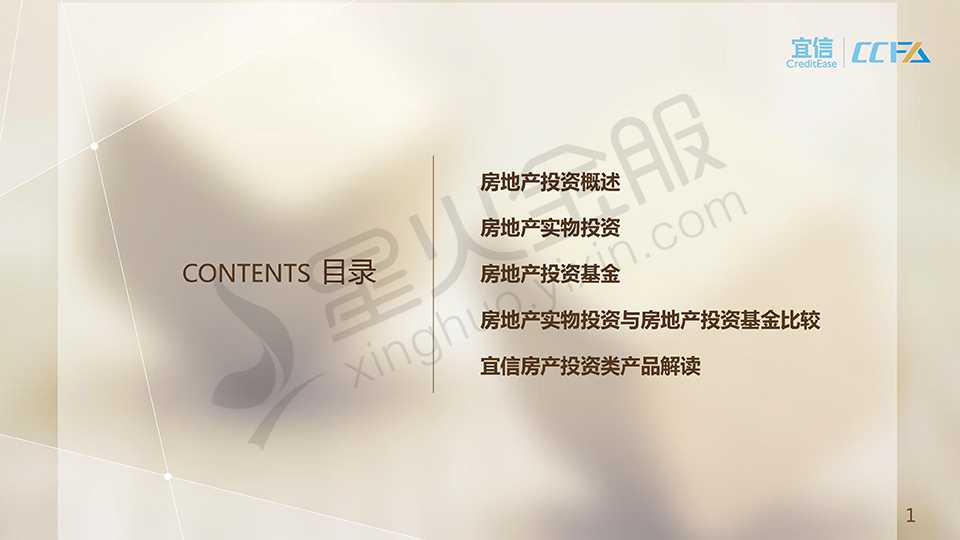 宜信
CreditEase
CCFA
房地产投资概述
房地产实物投资
CONTENTS 目录
房地产投资基金
房地产实物投资与房地产投资基金比较
宜信房产投资类产品解读
星火金服
xinghuo.yixin.com
1